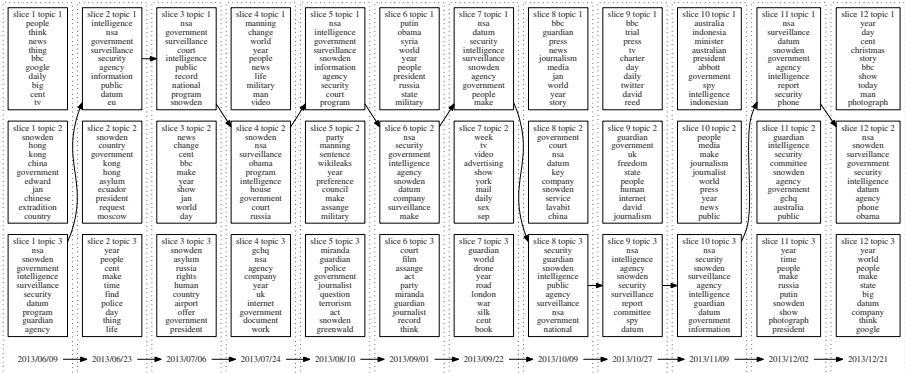 slice 1 topic 1
people
think
news
thing
bbc
google
daily
big
cent
tv
slice 2 topic 1
intelligence
nsa
government
surveillance
security
agency
information
public
datum
eu
slice 3 topic 1
nsa
government
surveillance
court
intelligence
public
record
national
program
snowden
slice 4 topic 1
manning
change
world
year
people
news
life
military
man
video
slice 5 topic 1
nsa
intelligence
government
surveillance
snowden
information
agency
security
court
program
slice 6 topic 1
putin
obama
syria
world
year
people
president
russia
state
military
slice 7 topic 1
nsa
datum
security
intelligence
surveillance
snowden
agency
government
people
make
slice 8 topic 1
bbc
guardian
press
news
journalism
media
jan
world
year
story
slice 9 topic 1
bbc
trial
press
tv
charter
day
daily
twitter
david
reed
slice 10 topic 1
australia
indonesia
minister
australian
president
abbott
government
spy
intelligence
indonesian
slice 11 topic 1
nsa
surveillance
datum
snowden
government
agency
intelligence
report
security
phone
slice 12 topic 1
year
day
cent
christmas
story
bbc
show
today
man
photograph
slice 1 topic 2
snowden
hong
kong
china
government
edward
jan
chinese
extradition
country
slice 2 topic 2
snowden
country
government
kong
hong
asylum
ecuador
president
request
moscow
slice 3 topic 2
news
change
cent
bbc
make
year
show
jan
world
day
slice 4 topic 2
snowden
nsa
surveillance
obama
program
intelligence
house
government
court
russia
slice 5 topic 2
party
manning
sentence
wikileaks
year
preference
council
make
assange
military
slice 6 topic 2
nsa
security
government
intelligence
agency
snowden
datum
company
surveillance
make
slice 7 topic 2
week
tv
video
advertising
show
york
mail
daily
sex
sep
slice 8 topic 2
government
court
nsa
datum
key
company
snowden
service
lavabit
china
slice 9 topic 2
guardian
government
uk
freedom
state
people
human
internet
david
journalism
slice 10 topic 2
people
media
make
journalism
journalist
world
press
year
news
public
slice 11 topic 2
guardian
intelligence
security
committee
snowden
agency
government
gchq
australia
public
slice 12 topic 2
nsa
snowden
surveillance
government
security
intelligence
datum
agency
phone
obama
slice 1 topic 3
nsa
snowden
government
intelligence
surveillance
security
datum
program
guardian
agency
slice 2 topic 3
year
people
cent
make
time
find
police
day
thing
life
slice 3 topic 3
snowden
asylum
russia
rights
human
country
airport
offer
government
president
slice 4 topic 3
gchq
nsa
agency
company
year
uk
internet
government
document
work
slice 5 topic 3
miranda
guardian
police
government
journalist
question
terrorism
act
snowden
greenwald
slice 6 topic 3
court
film
assange
act
party
miranda
guardian
journalist
record
think
slice 7 topic 3
guardian
world
drone
year
road
london
war
silk
cent
book
slice 8 topic 3
security
guardian
snowden
intelligence
public
agency
surveillance
nsa
government
national
slice 9 topic 3
nsa
intelligence
agency
snowden
security
surveillance
report
committee
spy
datum
slice 10 topic 3
nsa
security
snowden
surveillance
agency
intelligence
guardian
datum
government
information
slice 11 topic 3
year
time
people
make
russia
putin
snowden
show
photograph
president
slice 12 topic 3
year
world
people
make
state
big
datum
company
think
google
2013/06/09 2013/06/23 2013/07/06 2013/07/24 2013/08/10 2013/09/01 2013/09/22 2013/10/09 2013/10/27 2013/11/09 2013/12/02 2013/12/21